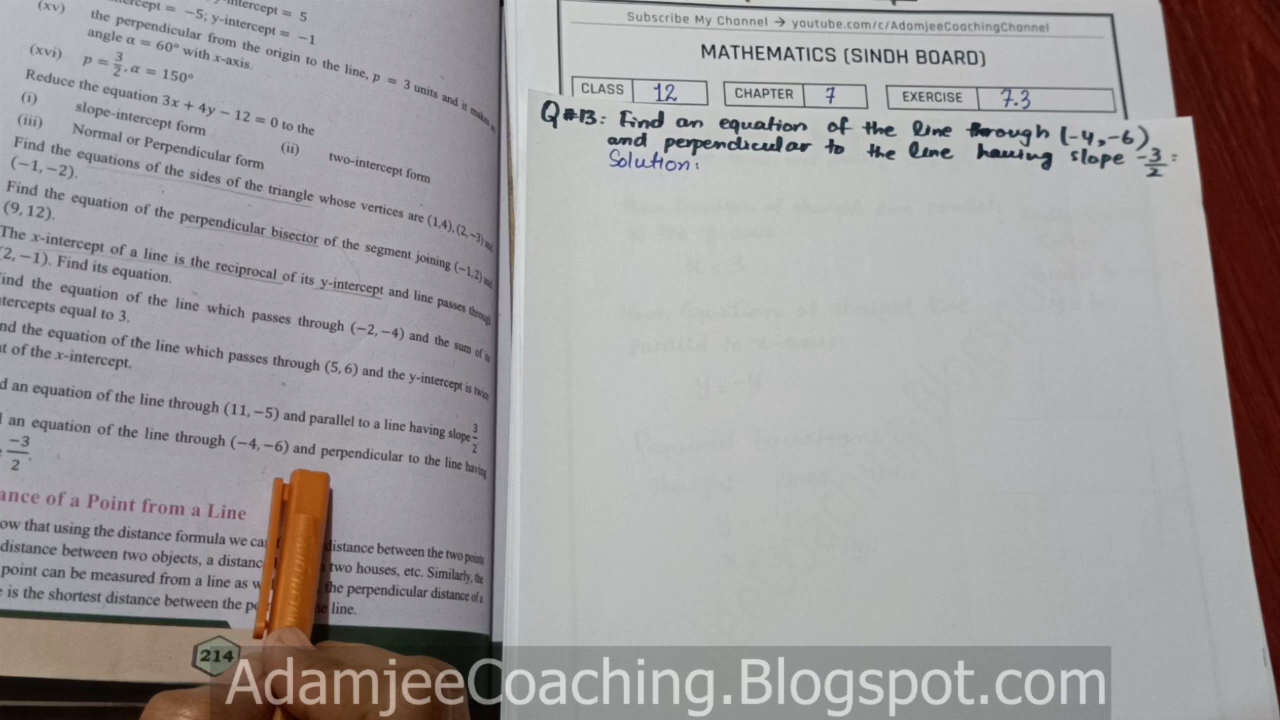 ntercept = 5
(xv) rcept = −5; y-intercept = −1
the perpendicular from the origin to the line, p = 3 units and it makes
angle α = 60° with x-axis.
(xvi) p = 3/2, α = 150°
Reduce the equation 3x + 4y − 12 = 0 to the
(i) slope-intercept form (ii) two-intercept form
(iii) Normal or Perpendicular form
Find the equations of the sides of the triangle whose vertices are (1,4), (2,−3) and
(−1, −2).
Find the equation of the perpendicular bisector of the segment joining (−1,2) and
(9, 12).
The x-intercept of a line is the reciprocal of its y-intercept and line passes through
2, −1). Find its equation.
ind the equation of the line which passes through (−2, −4) and the sum of its
ntercepts equal to 3.
nd the equation of the line which passes through (5, 6) and the y-intercept is twice
t of the x-intercept.
d an equation of the line through (11, −5) and parallel to a line having slope 3/2.
an equation of the line through (−4, −6) and perpendicular to the line having
−3/2.
ance of a Point from a Line
ow that using the distance formula we ca distance between the two points
distance between two objects, a distanc two houses, etc. Similarly, the
point can be measured from a line as w the perpendicular distance of a
is the shortest distance between the po line.
214
Subscribe My Channel → youtube.com/c/AdamjeeCoachingChannel
MATHEMATICS (SINDH BOARD)
CLASS 12 CHAPTER 7 EXERCISE 7.3
Q#13: Find an equation of the line through (-4,-6)
and perpendicular to the line having slope -3/2:
Solution:
AdamjeeCoaching.Blogspot.com